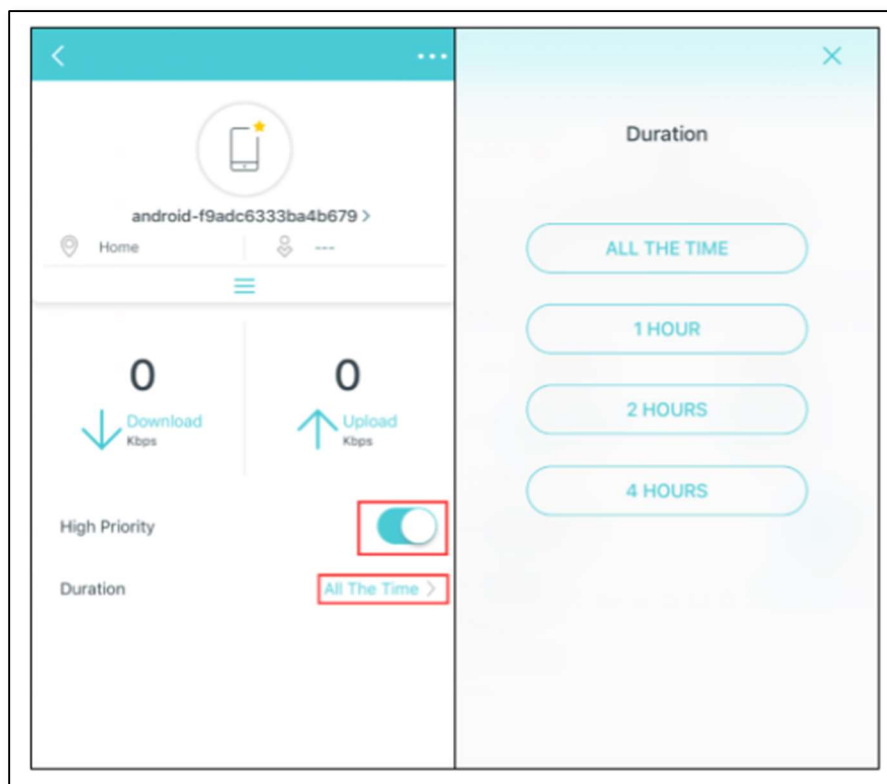 android-f9adc6333ba4b679 >
Home
---
0
Download
Kbps
0
Upload
Kbps
High Priority
Duration
All The Time >
Duration
ALL THE TIME
1 HOUR
2 HOURS
4 HOURS